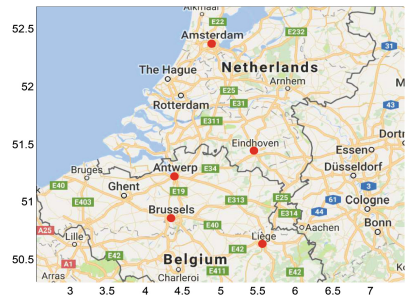 Alkmaar
E22
52.5
Amsterdam
E232
31
The Hague
Netherlands
52
E25
Arnhem
Rotterdam
E31
43
E311
51.5
Eindhoven
Essen
Antwerp
E34
Düsseldorf
Bruges
E40
Ghent
E19
3
51
E403
E313
E25
61
Cologne
Brussels
E314
44
A25
E40
Aachen
Bonn
Lille
Liège
E42
A1
E42
Belgium
E42
50.5
Arras
Charleroi
E411
3
3.5
4
4.5
5
5.5
6
6.5
7